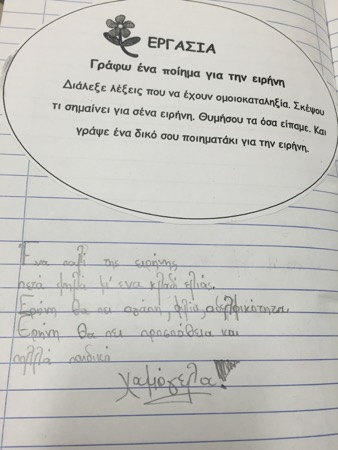 ΕΡΓΑΣΙΑ
Γράφω ένα ποίημα για την ειρήνη
Διάλεξε λέξεις που να έχουν ομοιοκαταληξία. Σκέψου
τι σημαίνει για σένα ειρήνη. Θυμήσου τα όσα είπαμε. Και
γράψε ένα δικό σου ποιηματάκι για την ειρήνη.
Ένα πουλί της ειρήνης
πετά ψηλά μ' ένα κλαδί ελιάς.
Ειρήνη θα πει αγάπη, φιλία, αδελφικότητα.
Ειρήνη θα πει προσπάθεια και
πολλά παιδικά
χαμόγελα!